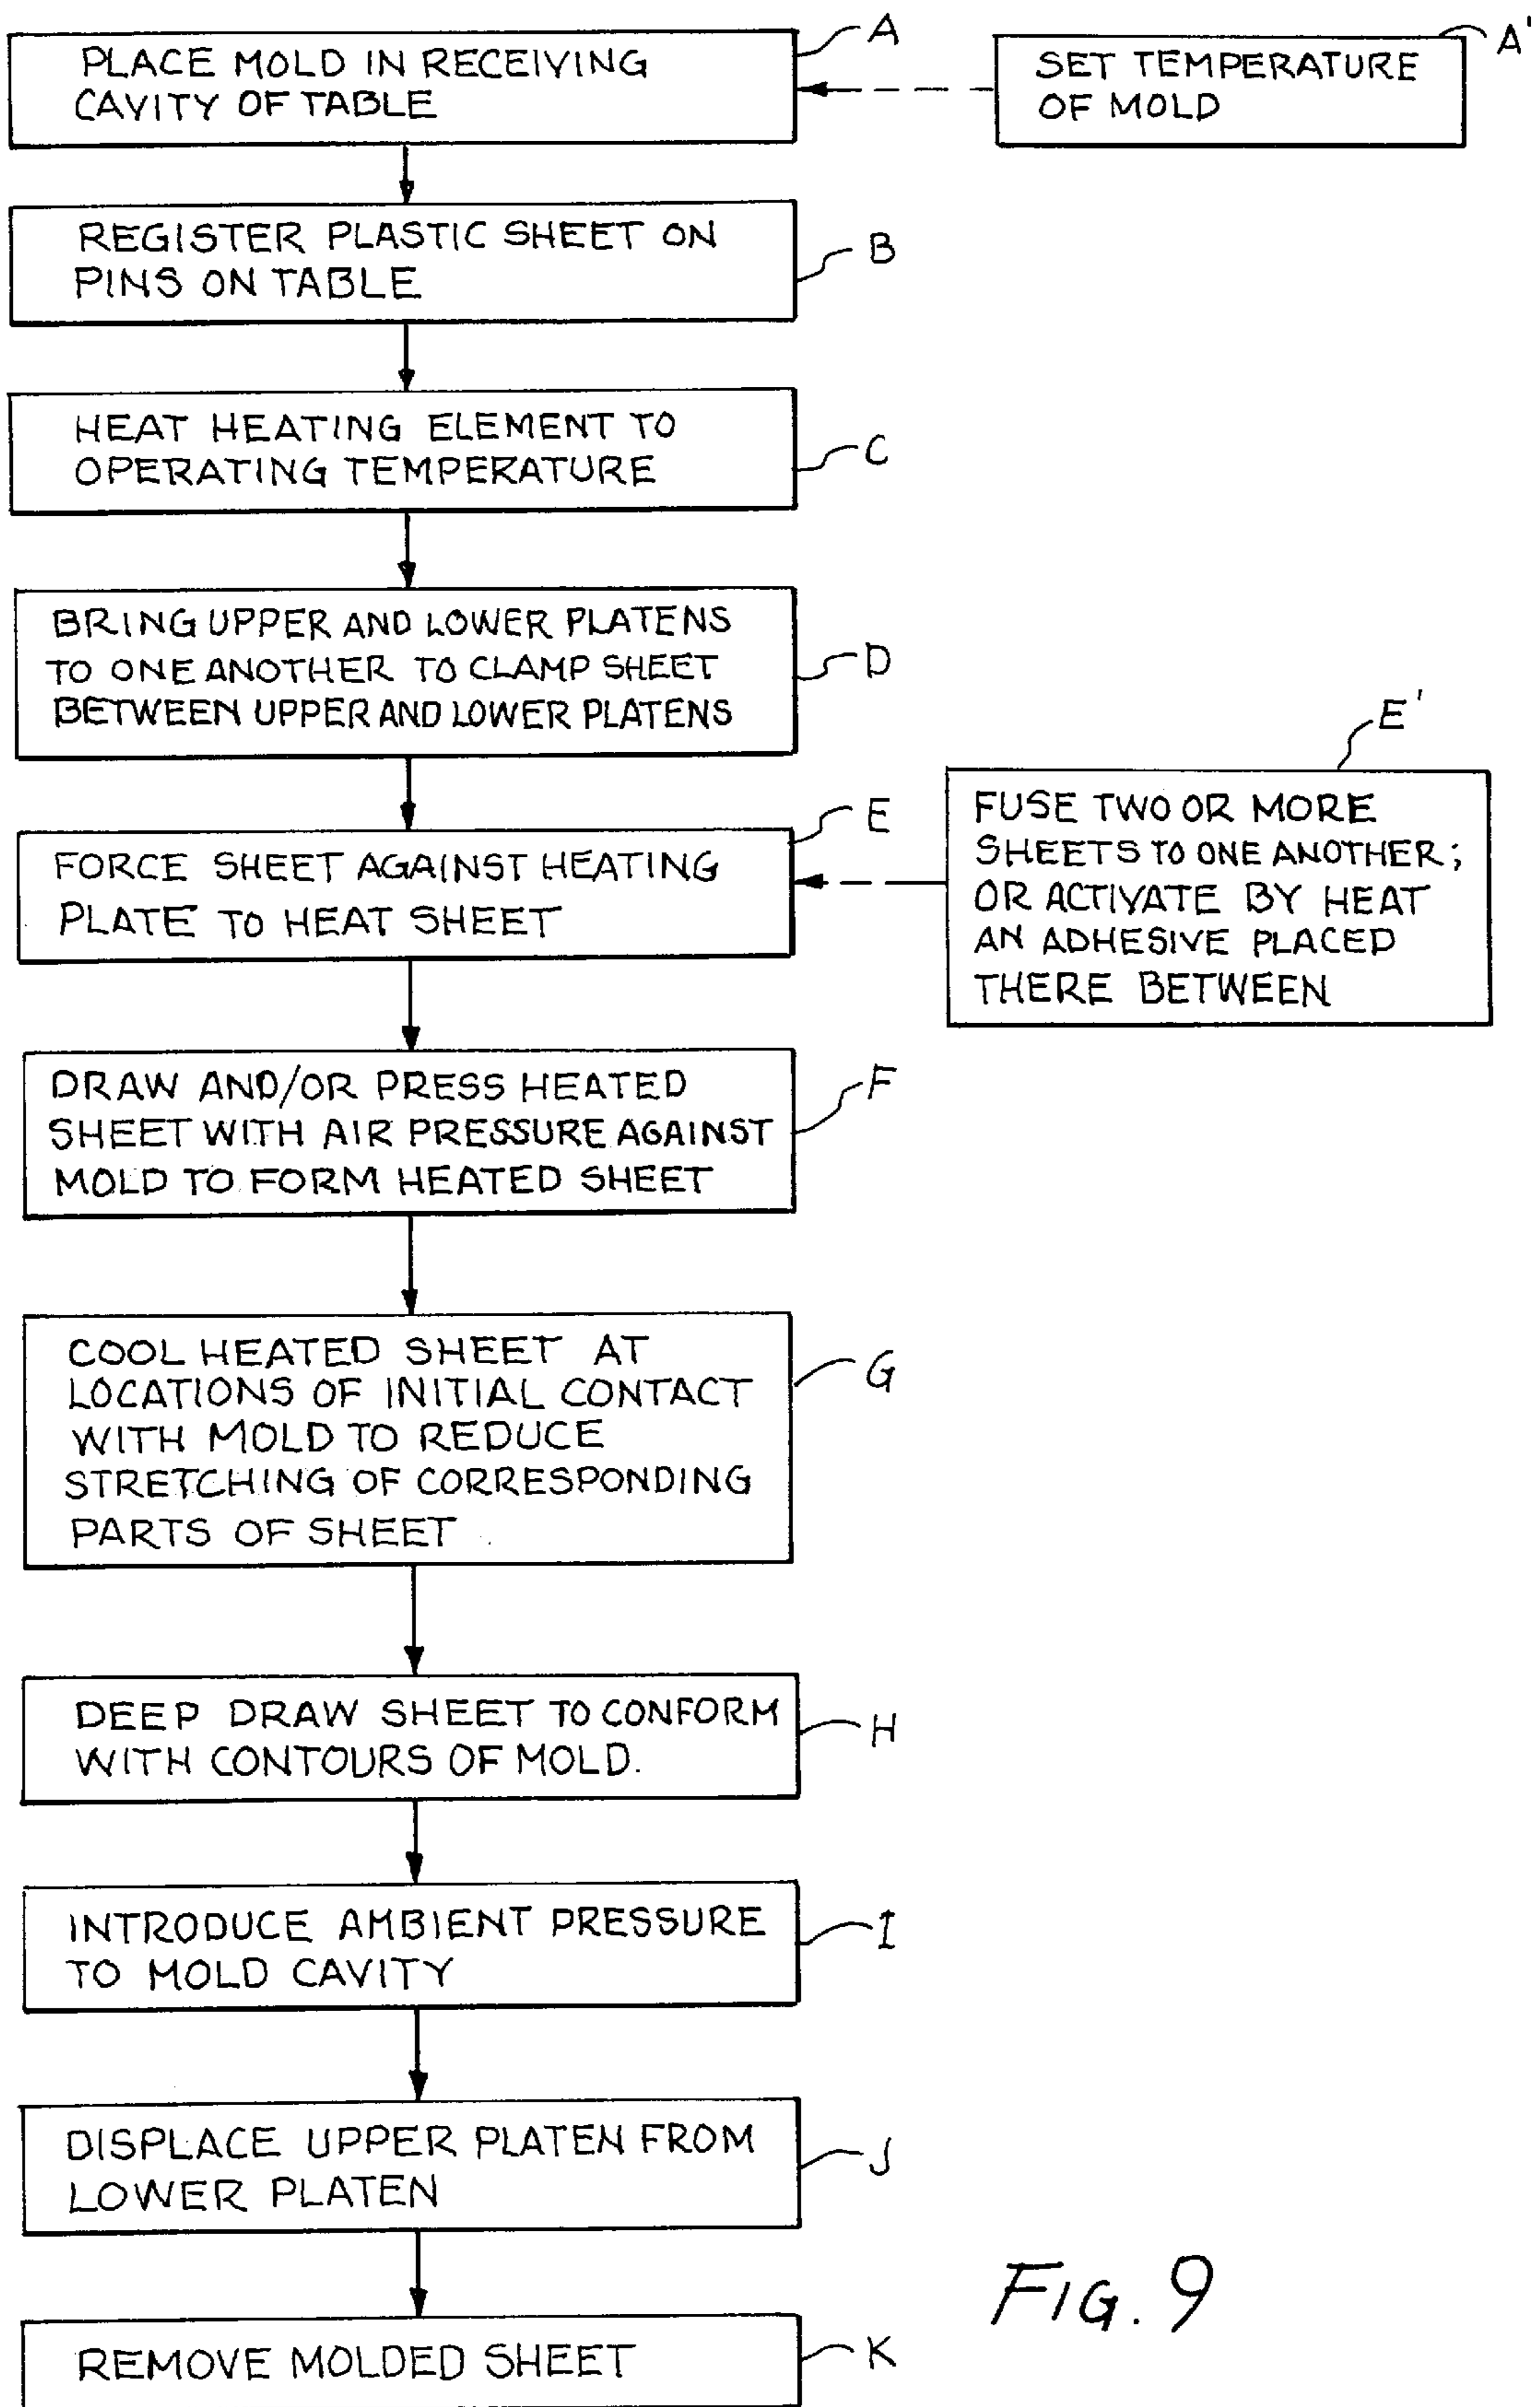 PLACE MOLD IN RECEIVING
CAVITY OF TABLE
A
SET TEMPERATURE
OF MOLD
A'
REGISTER PLASTIC SHEET ON
PINS ON TABLE
B
HEAT HEATING ELEMENT TO
OPERATING TEMPERATURE
C
BRING UPPER AND LOWER PLATENS
TO ONE ANOTHER TO CLAMP SHEET
BETWEEN UPPER AND LOWER PLATENS
D
FORCE SHEET AGAINST HEATING
PLATE TO HEAT SHEET
E
FUSE TWO OR MORE
SHEETS TO ONE ANOTHER;
OR ACTIVATE BY HEAT
AN ADHESIVE PLACED
THERE BETWEEN
E'
DRAW AND/OR PRESS HEATED
SHEET WITH AIR PRESSURE AGAINST
MOLD TO FORM HEATED SHEET
F
COOL HEATED SHEET AT
LOCATIONS OF INITIAL CONTACT
WITH MOLD TO REDUCE
STRETCHING OF CORRESPONDING
PARTS OF SHEET
G
DEEP DRAW SHEET TO CONFORM
WITH CONTOURS OF MOLD.
H
INTRODUCE AMBIENT PRESSURE
TO MOLD CAVITY
I
DISPLACE UPPER PLATEN FROM
LOWER PLATEN
J
REMOVE MOLDED SHEET
K
FIG. 9